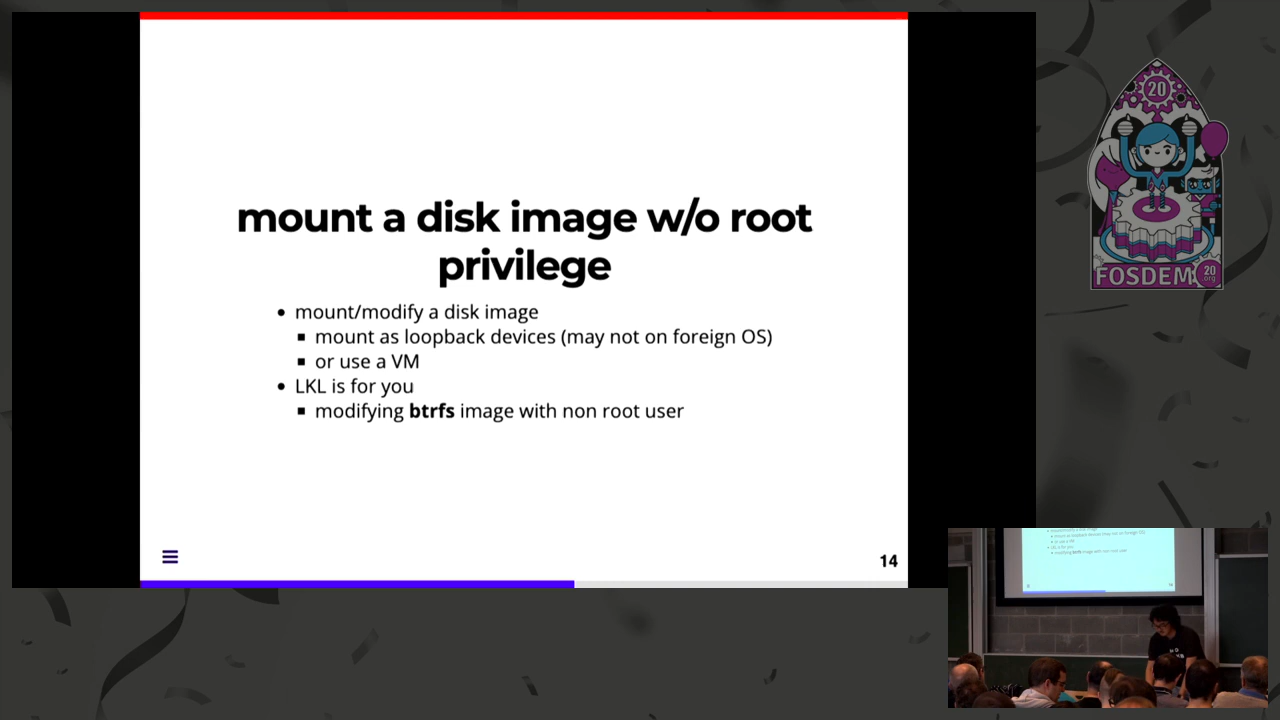 mount a disk image w/o root
privilege
mount/modify a disk image
mount as loopback devices (may not on foreign OS)
or use a VM
LKL is for you
modifying btrfs image with non root user
14
20
FOSDEM
20
.org